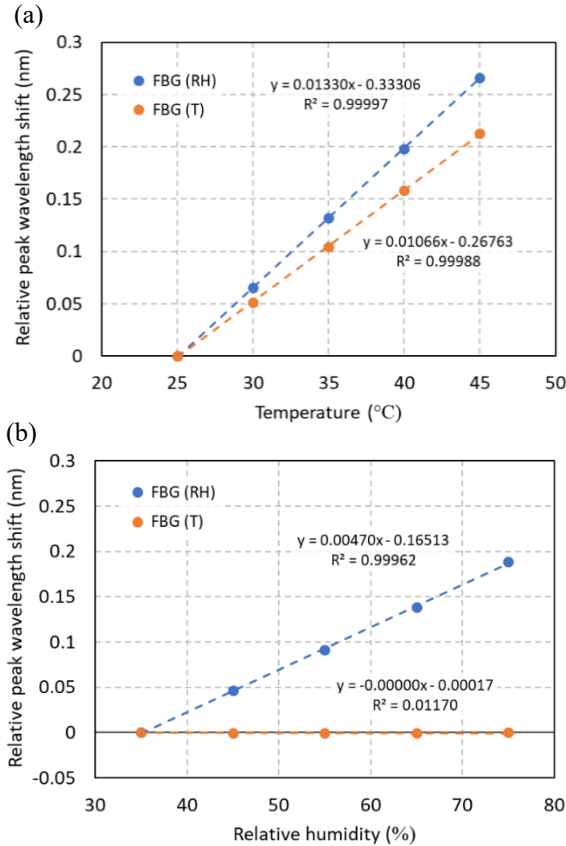 (a)
0.3
0.25
0.2
0.15
0.1
0.05
0
FBG (RH)
FBG (T)
y = 0.01330x - 0.33306
R² = 0.99997
y = 0.01066x - 0.26763
R² = 0.99988
20 25 30 35 40 45 50
Temperature (°C)
Relative peak wavelength shift (nm)
(b)
0.3
0.25
0.2
0.15
0.1
0.05
0
-0.05
FBG (RH)
FBG (T)
y = 0.00470x - 0.16513
R² = 0.99962
y = -0.00000x - 0.00017
R² = 0.01170
30 40 50 60 70 80
Relative humidity (%)
Relative peak wavelength shift (nm)